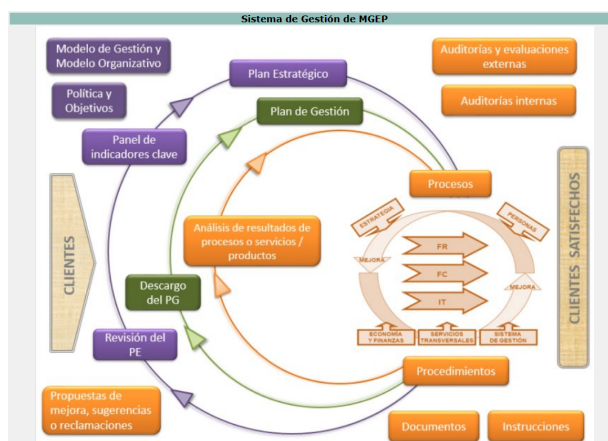 Sistema de Gestión de MGEP
Modelo de Gestión y
Modelo Organizativo
Plan Estratégico
Auditorías y evaluaciones
externas
Política y
Objetivos
Plan de Gestión
Auditorías internas
Panel de
indicadores clave
Procesos
CLIENTES
Análisis de resultados de
procesos o servicios /
productos
ESTRATEGIA
PERSONAS
FR
MEJORA
FC
MEJORA
IT
CLIENTES SATISFECHOS
Descargo
del PG
ECONOMÍA
Y FINANZAS
SERVICIOS
TRANSVERSALES
SISTEMA
DE GESTIÓN
Revisión del
PE
Procedimientos
Propuestas de
mejora, sugerencias
o reclamaciones
Documentos
Instrucciones